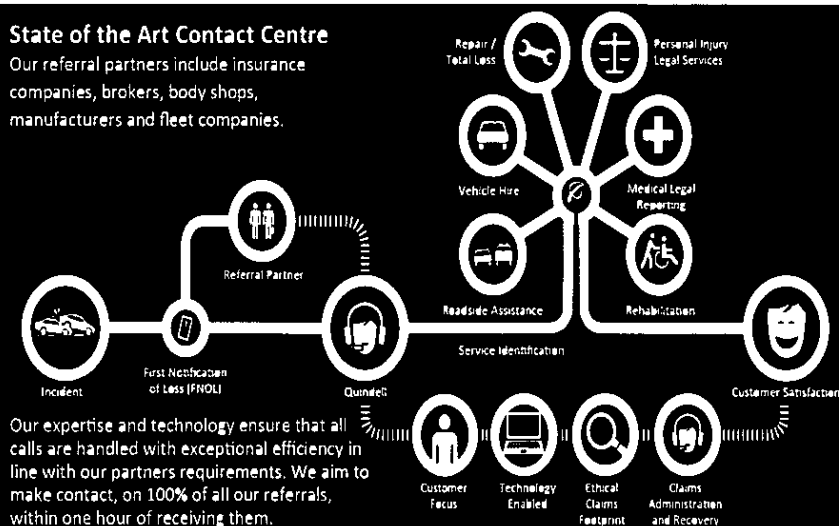 State of the Art Contact Centre
Our referral partners include insurance
companies, brokers, body shops,
manufacturers and fleet companies.
Repair /
Total Loss
Personal Injury
Legal Services
Vehicle Hire
Medical Legal
Reporting
Referral Partner
Roadside Assistance
Rehabilitation
Service Identification
Incident
First Notification
of Loss (FNOL)
Quindell
Customer Satisfaction
Our expertise and technology ensure that all
calls are handled with exceptional efficiency in
line with our partners requirements. We aim to
make contact, on 100% of all our referrals,
within one hour of receiving them.
Customer
Focus
Technology
Enabled
Ethical
Claims
Footprint
Claims
Administration
and Recovery